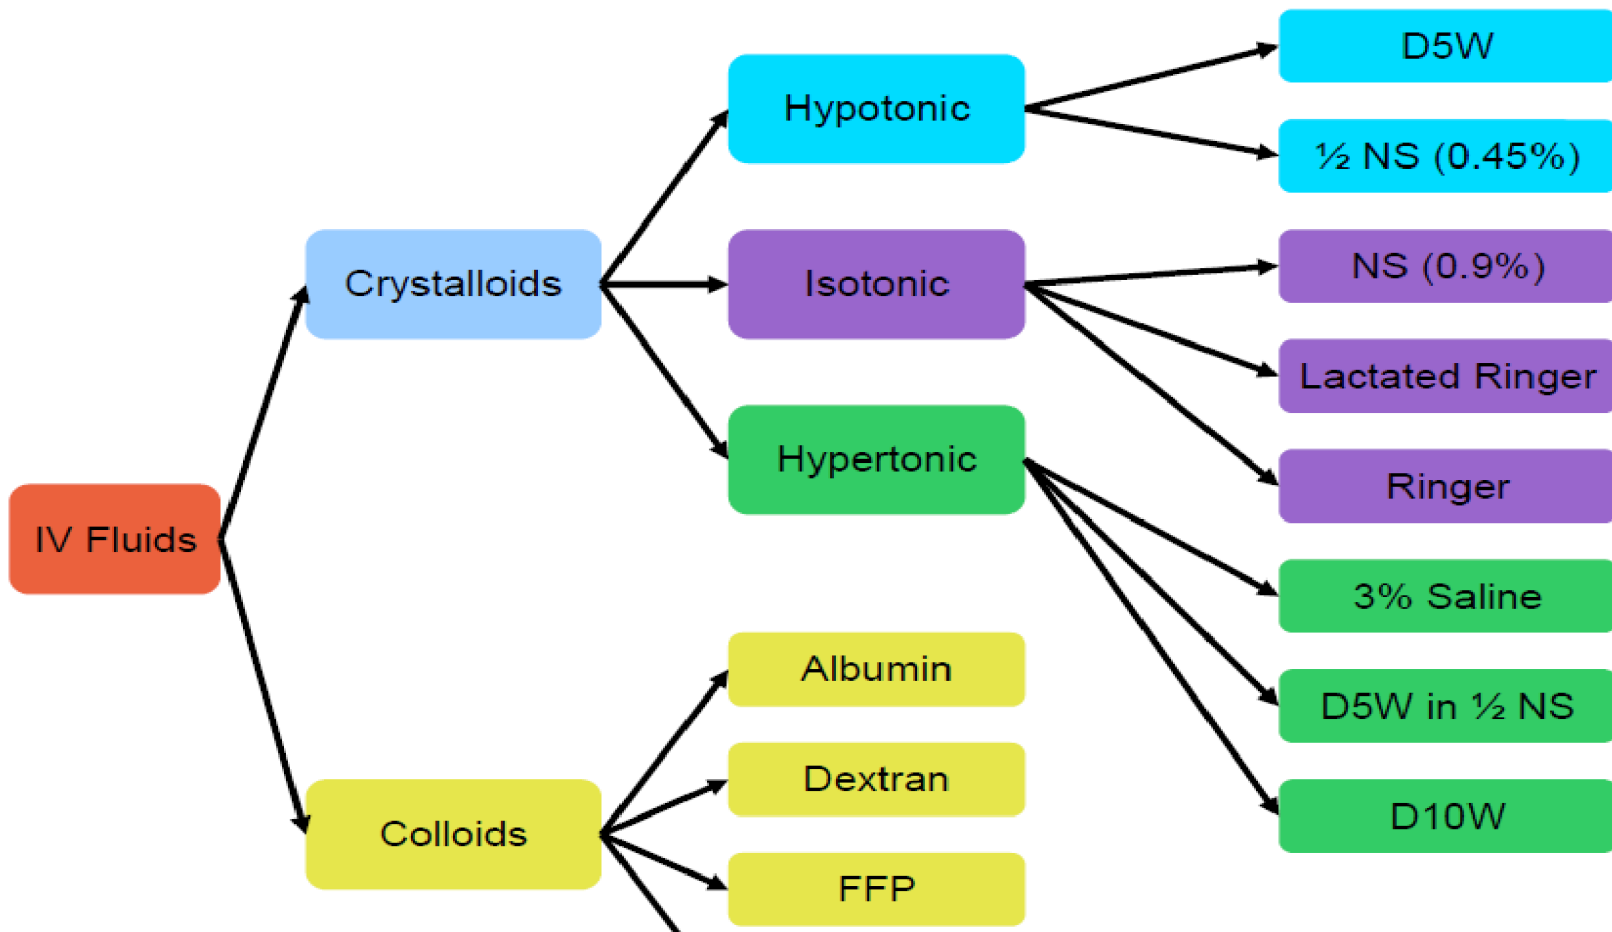 IV Fluids
Crystalloids
Hypotonic
D5W
½ NS (0.45%)
Isotonic
NS (0.9%)
Lactated Ringer
Ringer
Hypertonic
3% Saline
D5W in ½ NS
D10W
Colloids
Albumin
Dextran
FFP